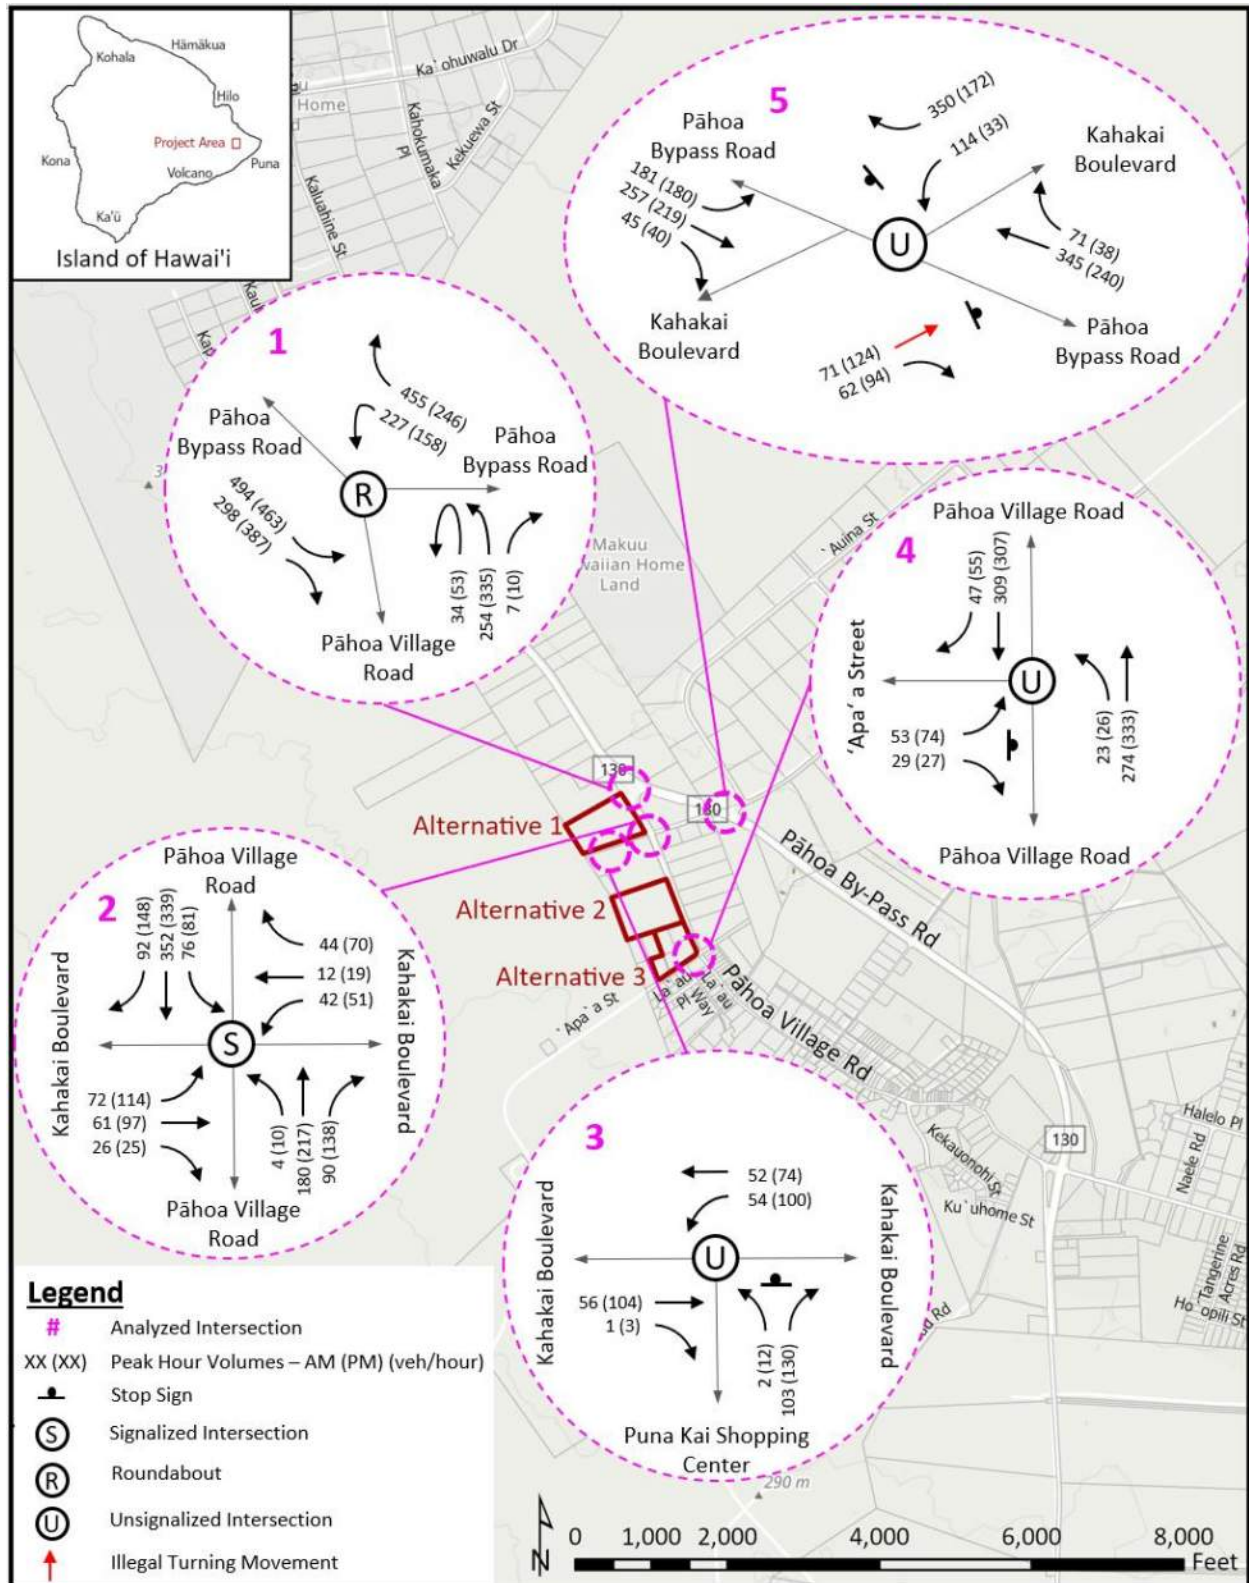 Kohala
Hāmākua
Hilo
Project Area
Kona
Puna
Volcano
Ka'ū
Island of Hawai'i
Ka`ohuwalu Dr
Home
Kahokumaka
Pl
Kekuewa St
Kaluahine St
5
350 (172)
114 (33)
Pāhoa
Bypass Road
Kahakai
Boulevard
181 (180)
257 (219)
45 (40)
U
71 (38)
345 (240)
Kahakai
Boulevard
Pāhoa
Bypass Road
71 (124)
62 (94)
1
455 (246)
227 (158)
Pāhoa
Bypass Road
Pāhoa
Bypass Road
R
494 (463)
298 (387)
34 (53)
254 (335)
7 (10)
Pāhoa Village
Road
Makuu
waiian Home
Land
`Auina St
4
Pāhoa Village Road
47 (55)
309 (307)
'Apa' a Street
U
53 (74)
29 (27)
23 (26)
274 (333)
Pāhoa Village Road
130
130
Alternative 1
Alternative 2
Alternative 3
Pāhoa By-Pass Rd
Pāhoa Village Rd
`Apa`a St
La`au
Pl
La`au
Way
2
Pāhoa Village
Road
92 (148)
352 (339)
76 (81)
44 (70)
12 (19)
42 (51)
Kahakai Boulevard
S
Kahakai Boulevard
72 (114)
61 (97)
26 (25)
4 (10)
180 (217)
90 (138)
Pāhoa Village
Road
3
52 (74)
54 (100)
Kahakai Boulevard
U
Kahakai Boulevard
56 (104)
1 (3)
2 (12)
103 (130)
Puna Kai Shopping
Center
290 m
Kekauonohi St
Ku`uhome St
130
Halelo Pl
Naele Rd
`Tangerine
Acres Rd
Ho`opili St
Legend
# Analyzed Intersection
XX (XX) Peak Hour Volumes – AM (PM) (veh/hour)
Stop Sign
S Signalized Intersection
R Roundabout
U Unsignalized Intersection
Illegal Turning Movement
N
0 1,000 2,000 4,000 6,000 8,000
Feet